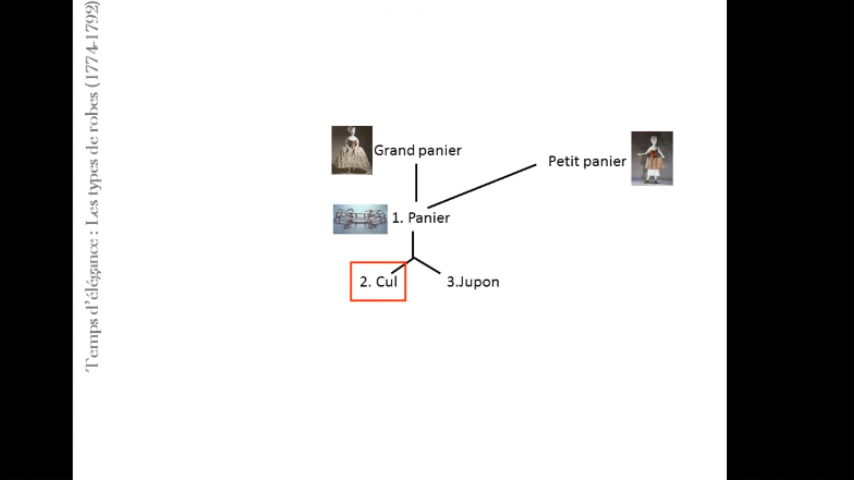 Temps d'élégance : Les types de robes (1774-1792)
Grand panier
Petit panier
1. Panier
2. Cul
3.Jupon